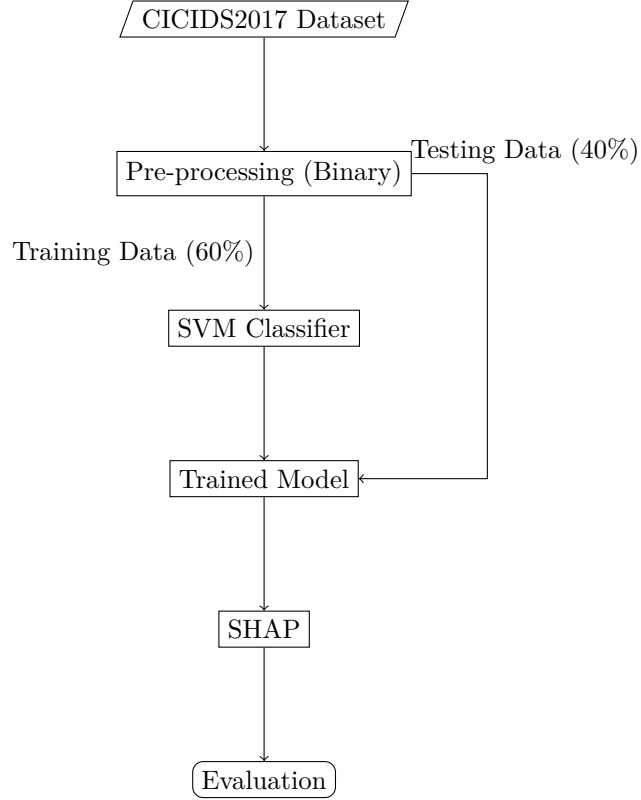 CICIDS2017 Dataset
Testing Data (40%)
Pre-processing (Binary)
Training Data (60%)
SVM Classifier
Trained Model
SHAP
Evaluation